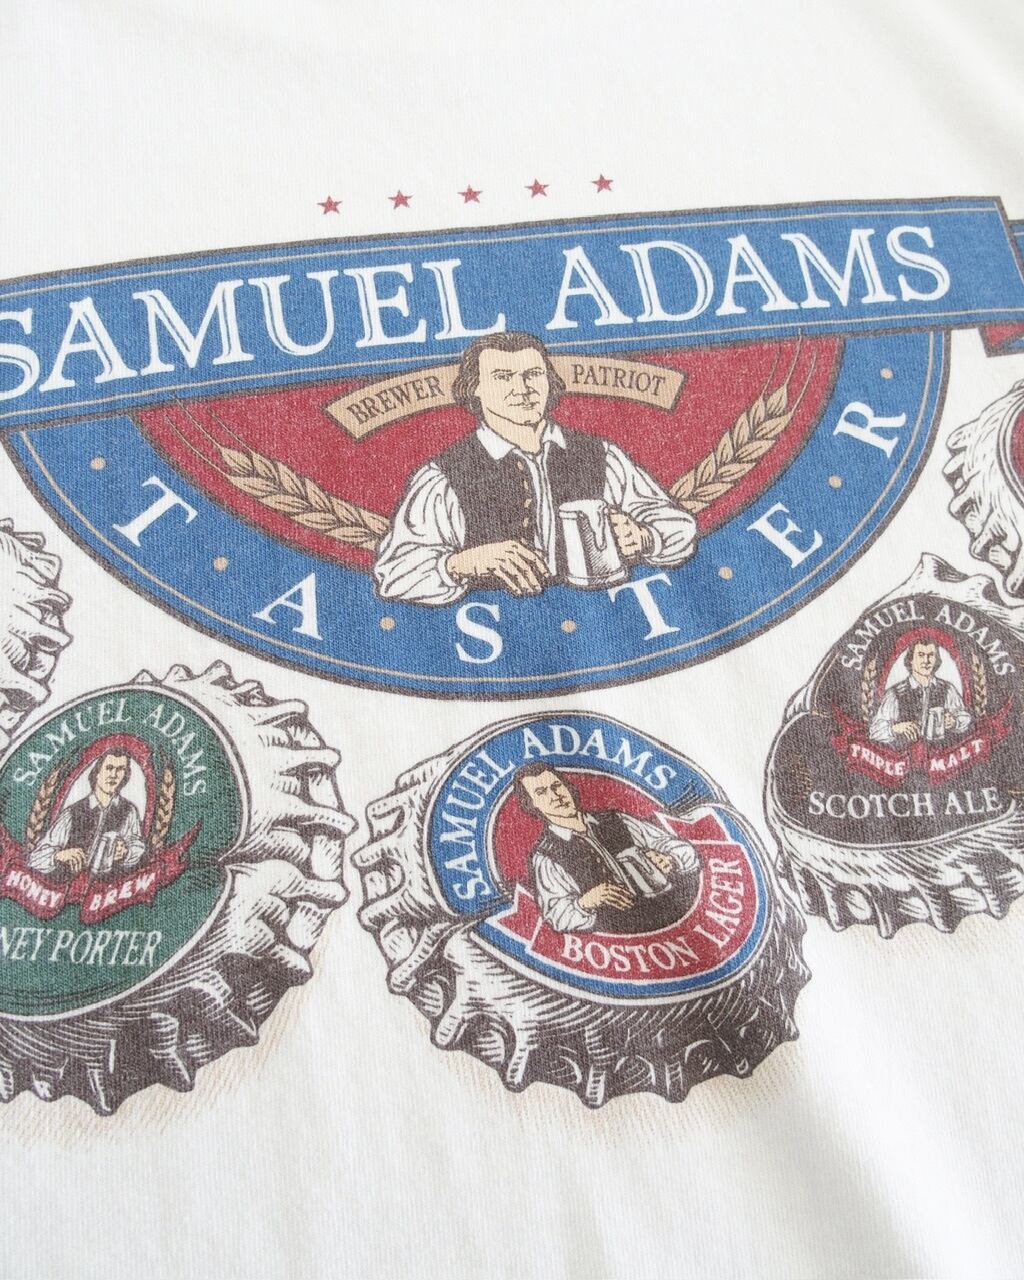 SAMUEL ADAMS
BREWER PATRIOT
TASTER
SAMUEL ADAMS
HONEY BREW
NEY PORTER
SAMUEL ADAMS
BOSTON LAGER
SAMUEL ADAMS
TRIPLE MALT
SCOTCH ALE